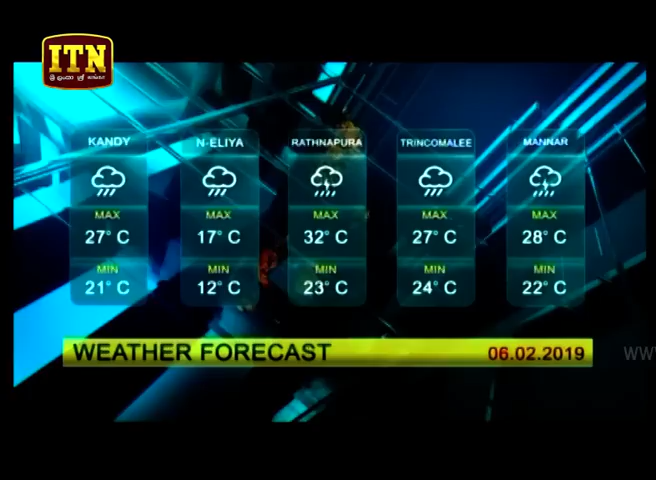 ITN
ශ්‍රී ලංකා
KANDY
N-ELIYA
RATHNAPURA
TRINCOMALEE
MANNAR
MAX
MAX
MAX
MAX
MAX
27° C
17° C
32° C
27° C
28° C
MIN
MIN
MIN
MIN
MIN
21° C
12° C
23° C
24° C
22° C
WEATHER FORECAST
06.02.2019
WW